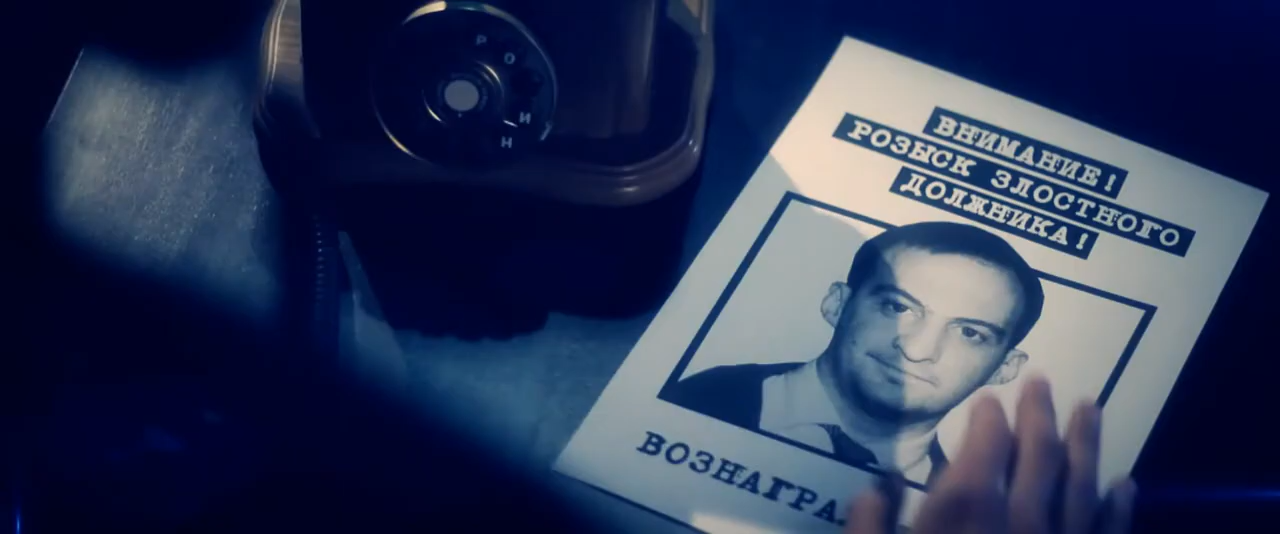 Р
О
И
Н
ВНИМАНИЕ!
РОЗЫСК ЗЛОСТНОГО
ДОЛЖНИКА!